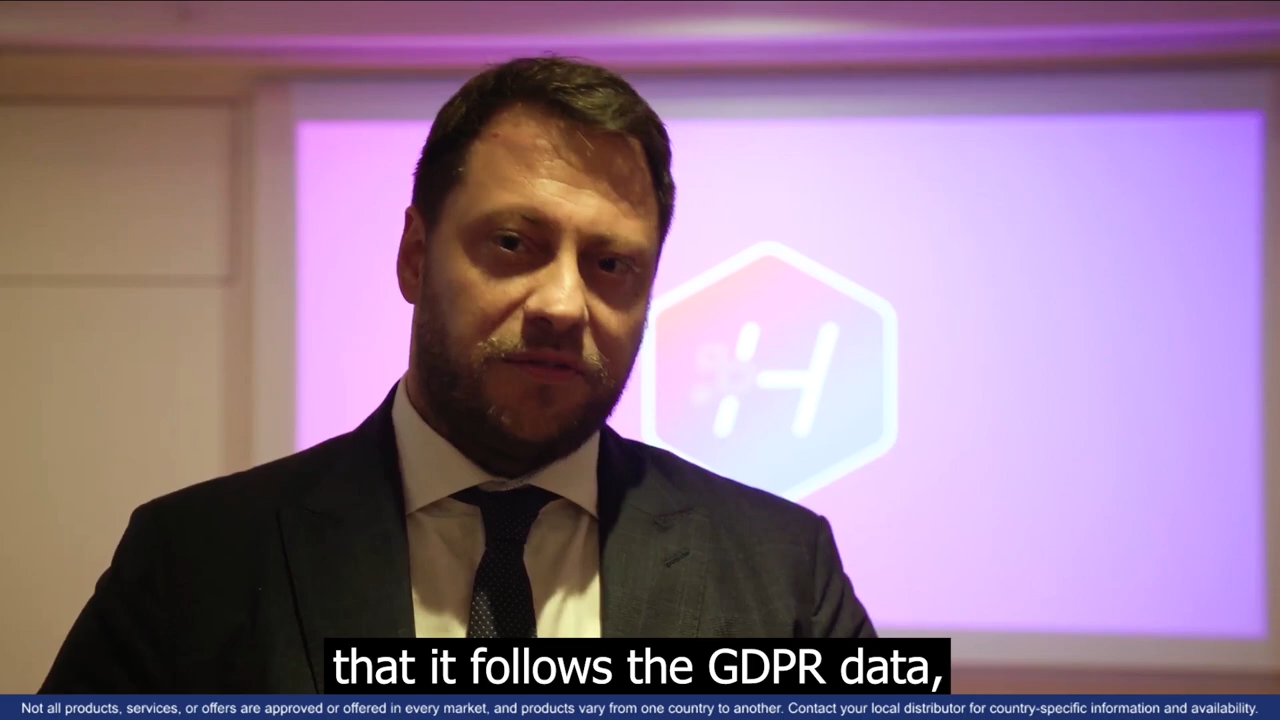 H
that it follows the GDPR data,
Not all products, services, or offers are approved or offered in every market, and products vary from one country to another. Contact your local distributor for country-specific information and availability.